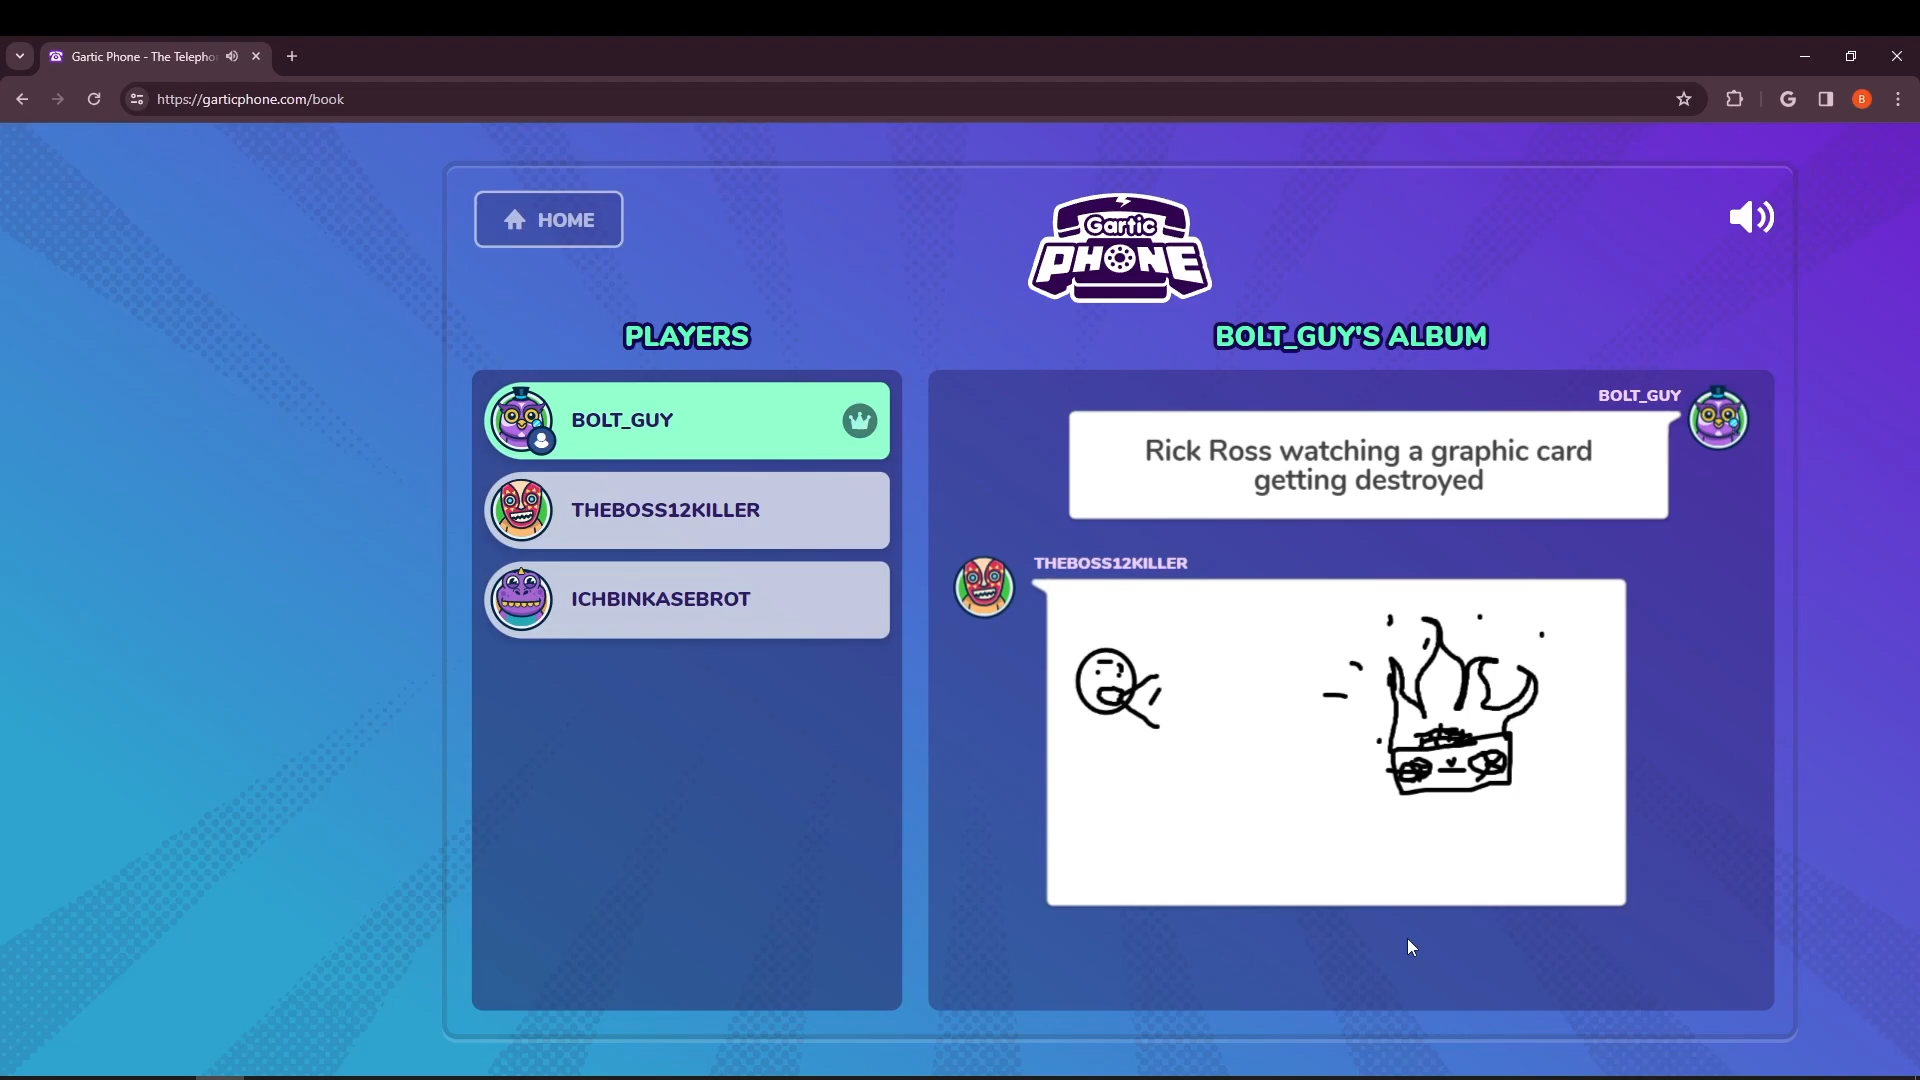 Gartic Phone - The Telepho
https://garticphone.com/book
B
HOME
Gartic
PHONE
PLAYERS
BOLT_GUY'S ALBUM
BOLT_GUY
THEBOSS12KILLER
ICHBINKASEBROT
BOLT_GUY
Rick Ross watching a graphic card
getting destroyed
THEBOSS12KILLER